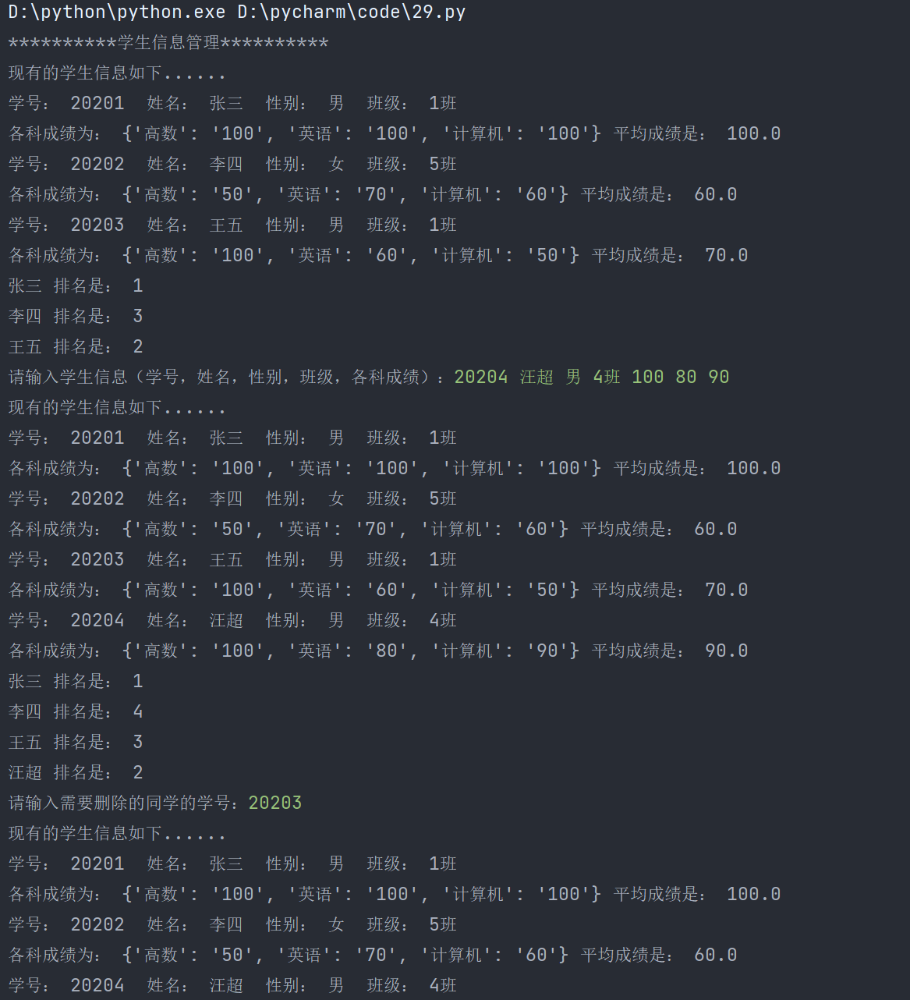 D:\python\python.exe D:\pycharm\code\29.py
**********学生信息管理**********
现有的学生信息如下......
学号： 20201  姓名： 张三  性别： 男  班级： 1班
各科成绩为： {'高数': '100', '英语': '100', '计算机': '100'} 平均成绩是： 100.0
学号： 20202  姓名： 李四  性别： 女  班级： 5班
各科成绩为： {'高数': '50', '英语': '70', '计算机': '60'} 平均成绩是： 60.0
学号： 20203  姓名： 王五  性别： 男  班级： 1班
各科成绩为： {'高数': '100', '英语': '60', '计算机': '50'} 平均成绩是： 70.0
张三 排名是： 1
李四 排名是： 3
王五 排名是： 2
请输入学生信息（学号，姓名，性别，班级，各科成绩）：20204 汪超 男 4班 100 80 90
现有的学生信息如下......
学号： 20201  姓名： 张三  性别： 男  班级： 1班
各科成绩为： {'高数': '100', '英语': '100', '计算机': '100'} 平均成绩是： 100.0
学号： 20202  姓名： 李四  性别： 女  班级： 5班
各科成绩为： {'高数': '50', '英语': '70', '计算机': '60'} 平均成绩是： 60.0
学号： 20203  姓名： 王五  性别： 男  班级： 1班
各科成绩为： {'高数': '100', '英语': '60', '计算机': '50'} 平均成绩是： 70.0
学号： 20204  姓名： 汪超  性别： 男  班级： 4班
各科成绩为： {'高数': '100', '英语': '80', '计算机': '90'} 平均成绩是： 90.0
张三 排名是： 1
李四 排名是： 4
王五 排名是： 3
汪超 排名是： 2
请输入需要删除的同学的学号：20203
现有的学生信息如下......
学号： 20201  姓名： 张三  性别： 男  班级： 1班
各科成绩为： {'高数': '100', '英语': '100', '计算机': '100'} 平均成绩是： 100.0
学号： 20202  姓名： 李四  性别： 女  班级： 5班
各科成绩为： {'高数': '50', '英语': '70', '计算机': '60'} 平均成绩是： 60.0
学号： 20204  姓名： 汪超  性别： 男  班级： 4班